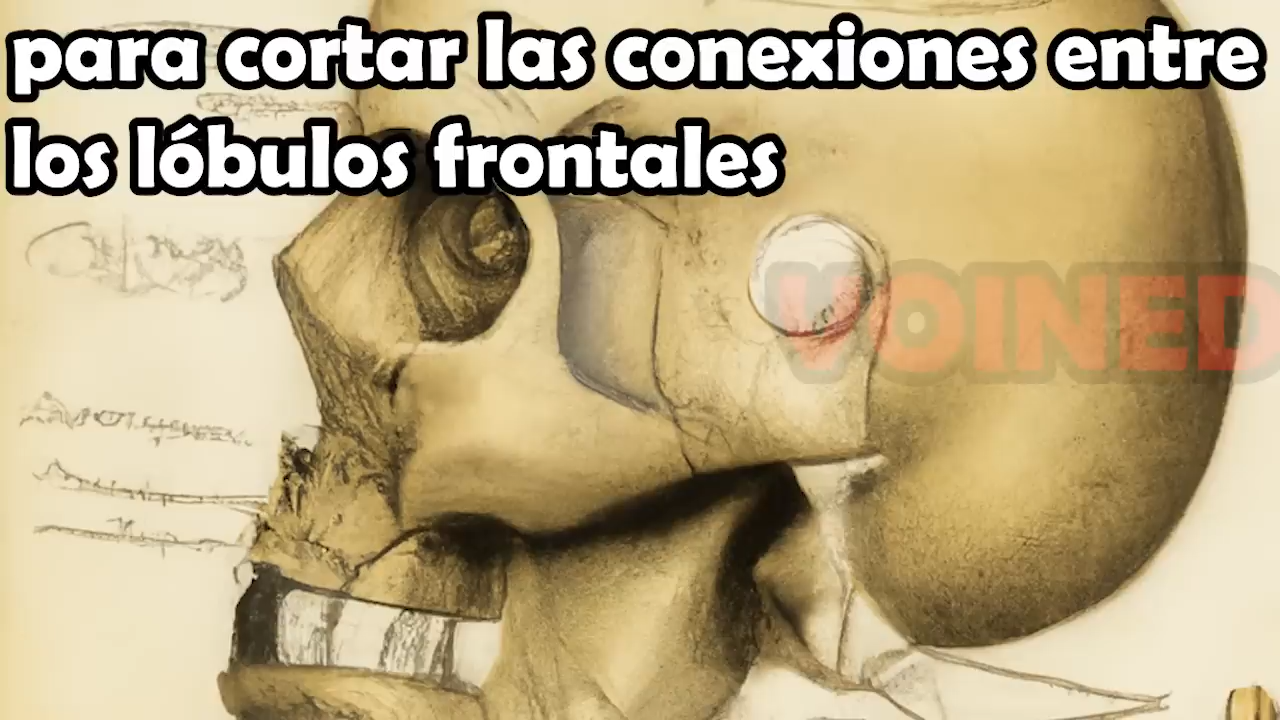 para cortar las conexiones entre
los lóbulos frontales
VOINED